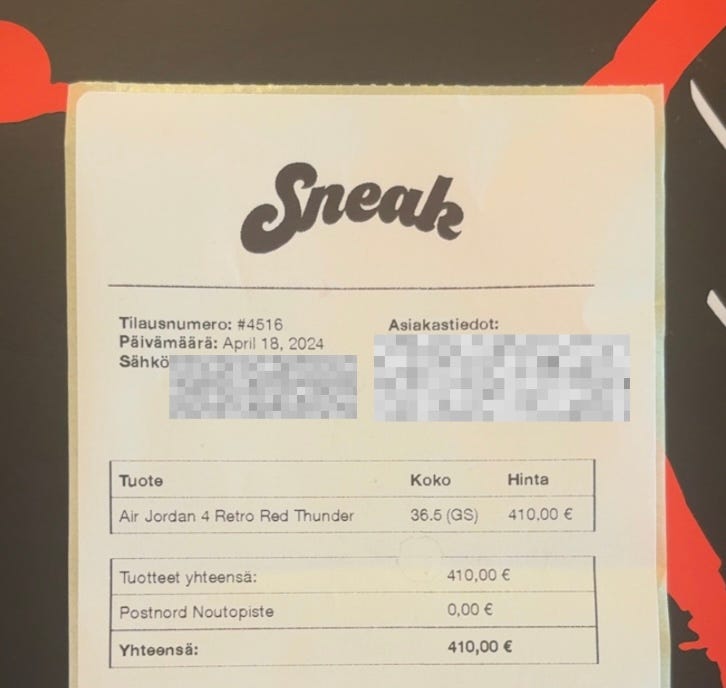 Sneak
Tilausnumero: #4516
Päivämäärä: April 18, 2024
Sähkö
Asiakastiedot:
Tuote Koko Hinta
Air Jordan 4 Retro Red Thunder 36.5 (GS) 410,00 €
Tuotteet yhteensä: 410,00 €
Postnord Noutopiste 0,00 €
Yhteensä: 410,00 €